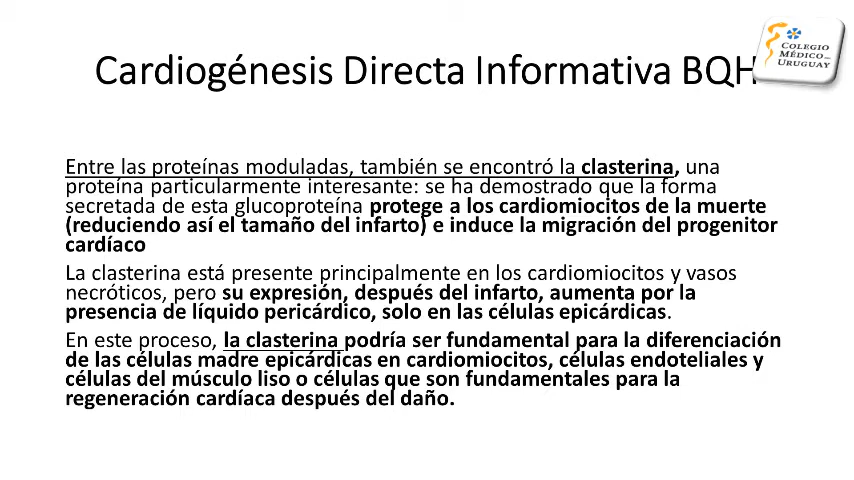 Cardiogénesis Directa Informativa BQH
COLEGIO
MÉDICO
URUGUAY
Entre las proteínas moduladas, también se encontró la clasterina, una
proteína particularmente interesante: se ha demostrado que la forma
secretada de esta glucoproteína protege a los cardiomiocitos de la muerte
(reduciendo así el tamaño del infarto) e induce la migración del progenitor
cardíaco
La clasterina está presente principalmente en los cardiomiocitos y vasos
necróticos, pero su expresión, después del infarto, aumenta por la
presencia de líquido pericárdico, solo en las células epicárdicas.
En este proceso, la clasterina podría ser fundamental para la diferenciación
de las células madre epicárdicas en cardiomiocitos, células endoteliales y
células del músculo liso o células que son fundamentales para la
regeneración cardíaca después del daño.